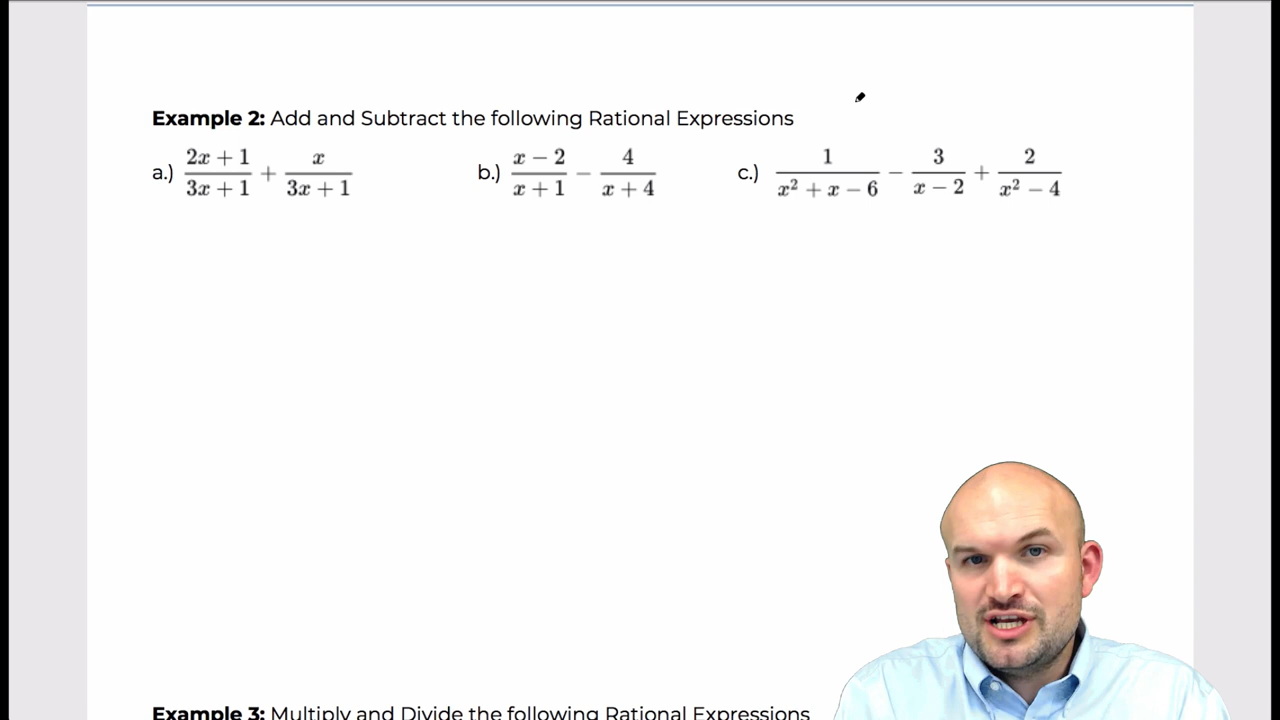 Example 2: Add and Subtract the following Rational Expressions
a.) (2x + 1)/(3x + 1) + x/(3x + 1) b.) (x − 2)/(x + 1) − 4/(x + 4) c.) 1/(x² + x − 6) − 3/(x − 2) + 2/(x² − 4)
Example 3: Multiply and Divide the following Rational Expressions